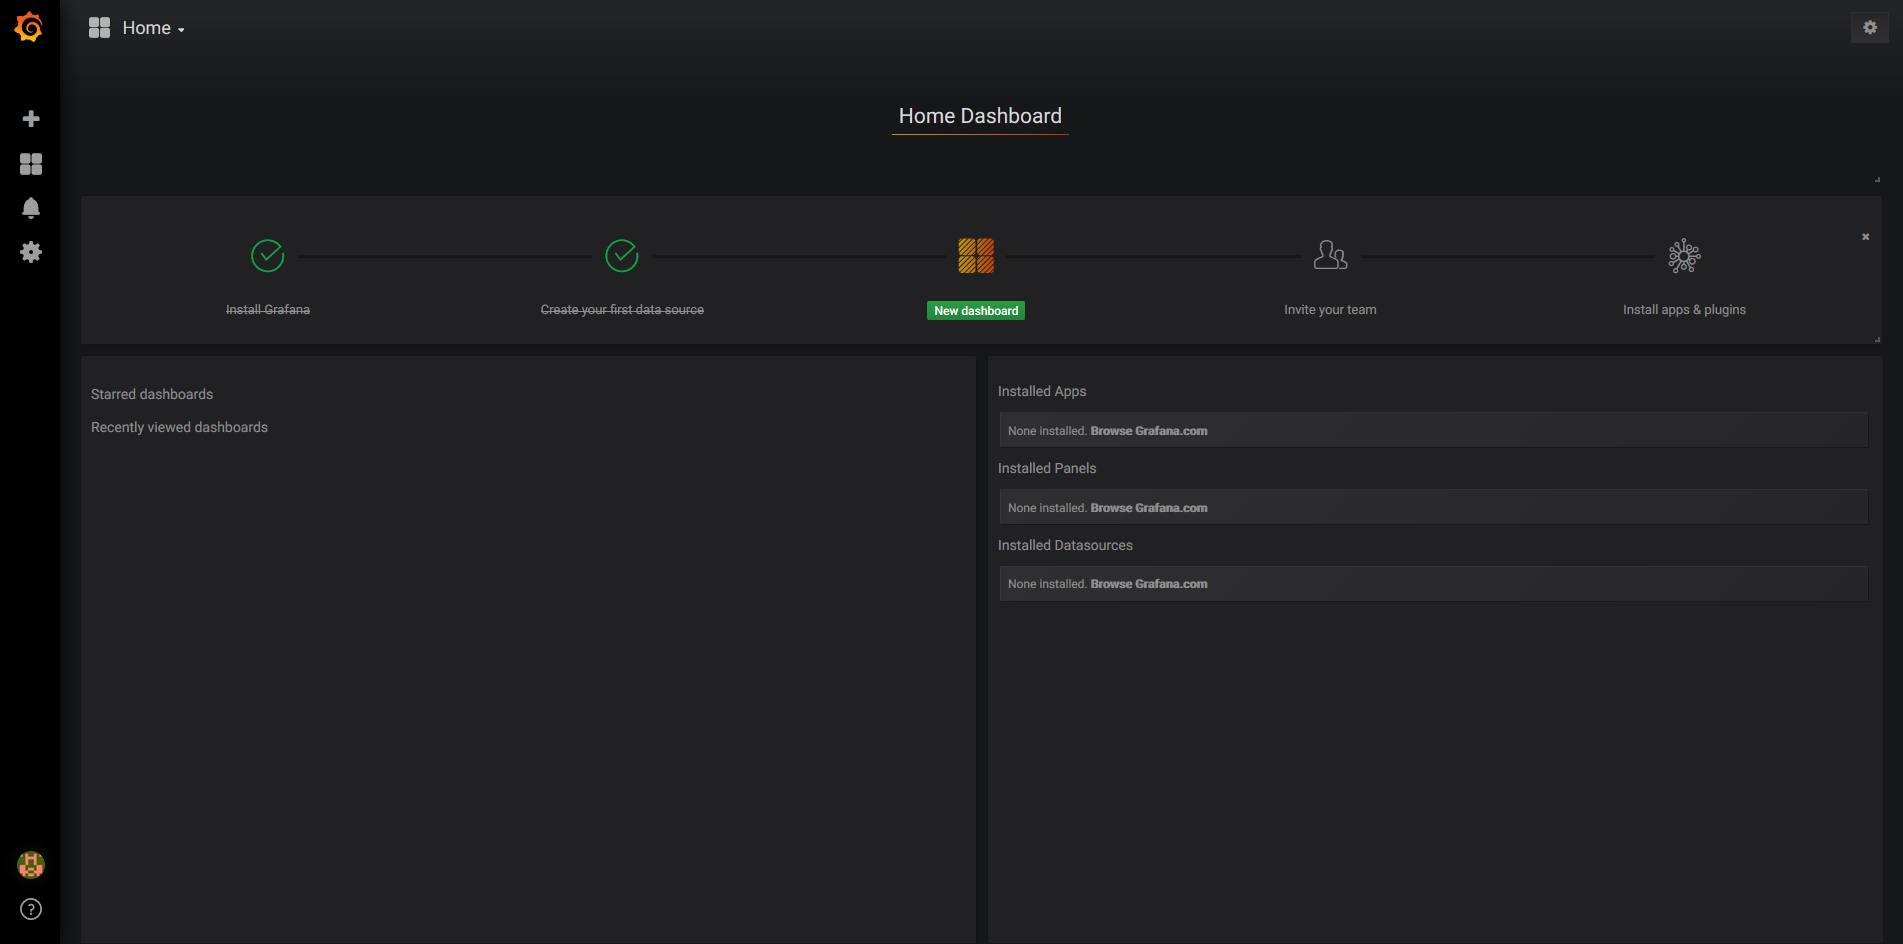 Home
Home Dashboard
Install Grafana
Create your first data source
New dashboard
Invite your team
Install apps & plugins
Starred dashboards
Recently viewed dashboards
Installed Apps
None installed. Browse Grafana.com
Installed Panels
None installed. Browse Grafana.com
Installed Datasources
None installed. Browse Grafana.com